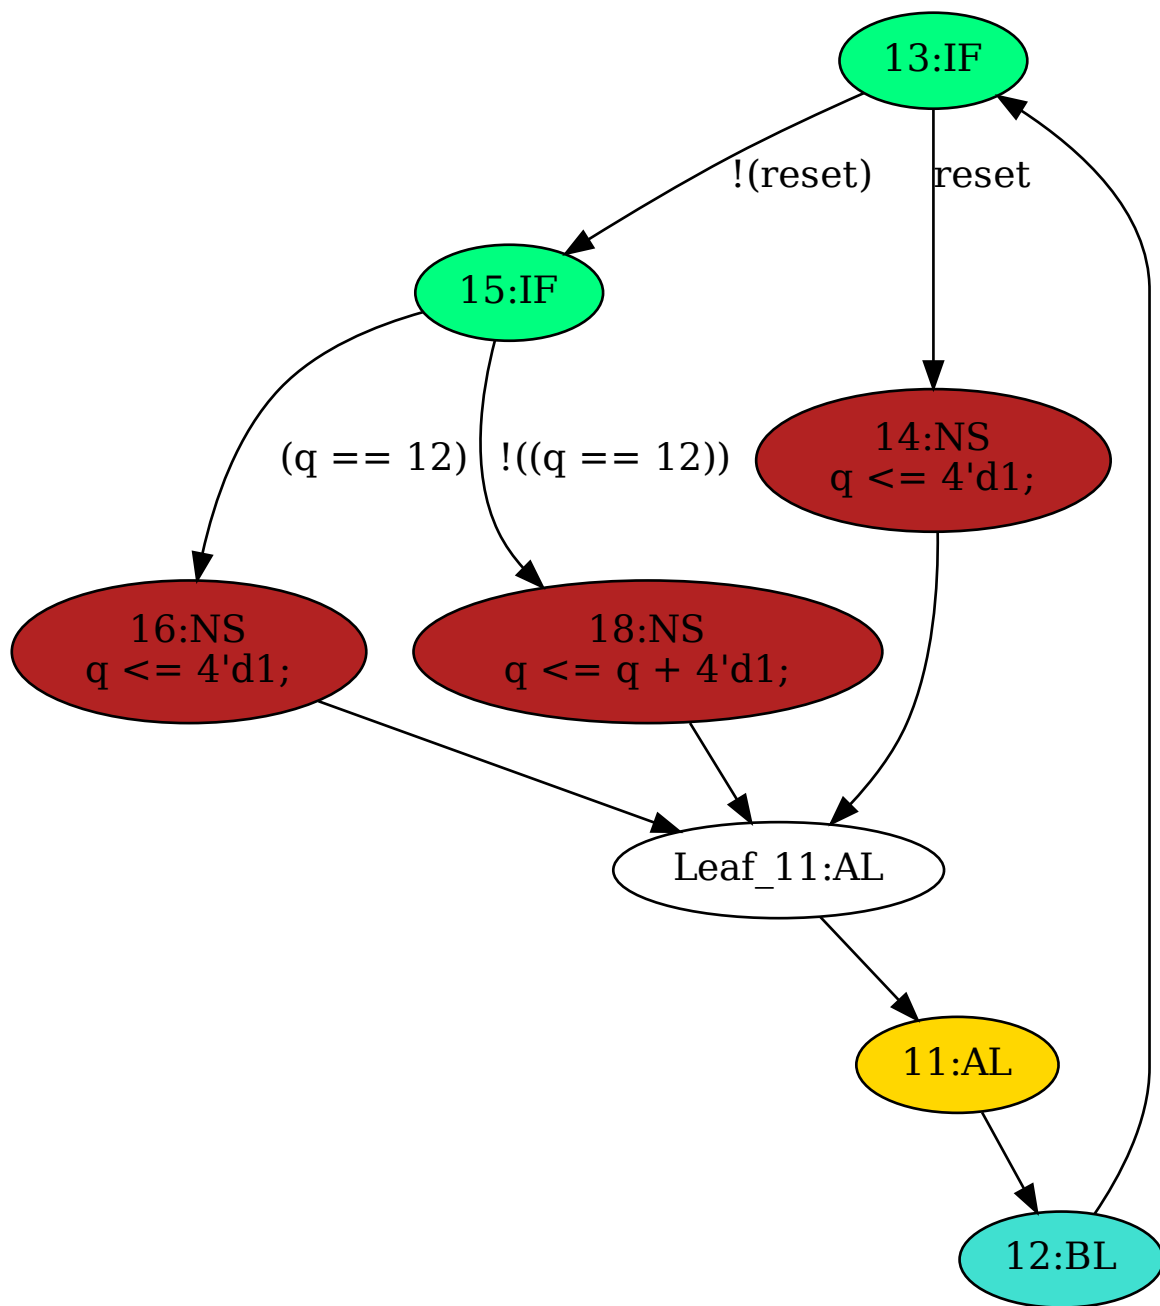 13:IF
!(reset)
reset
15:IF
(q == 12)
!((q == 12))
14:NS
q <= 4'd1;
16:NS
q <= 4'd1;
18:NS
q <= q + 4'd1;
Leaf_11:AL
11:AL
12:BL